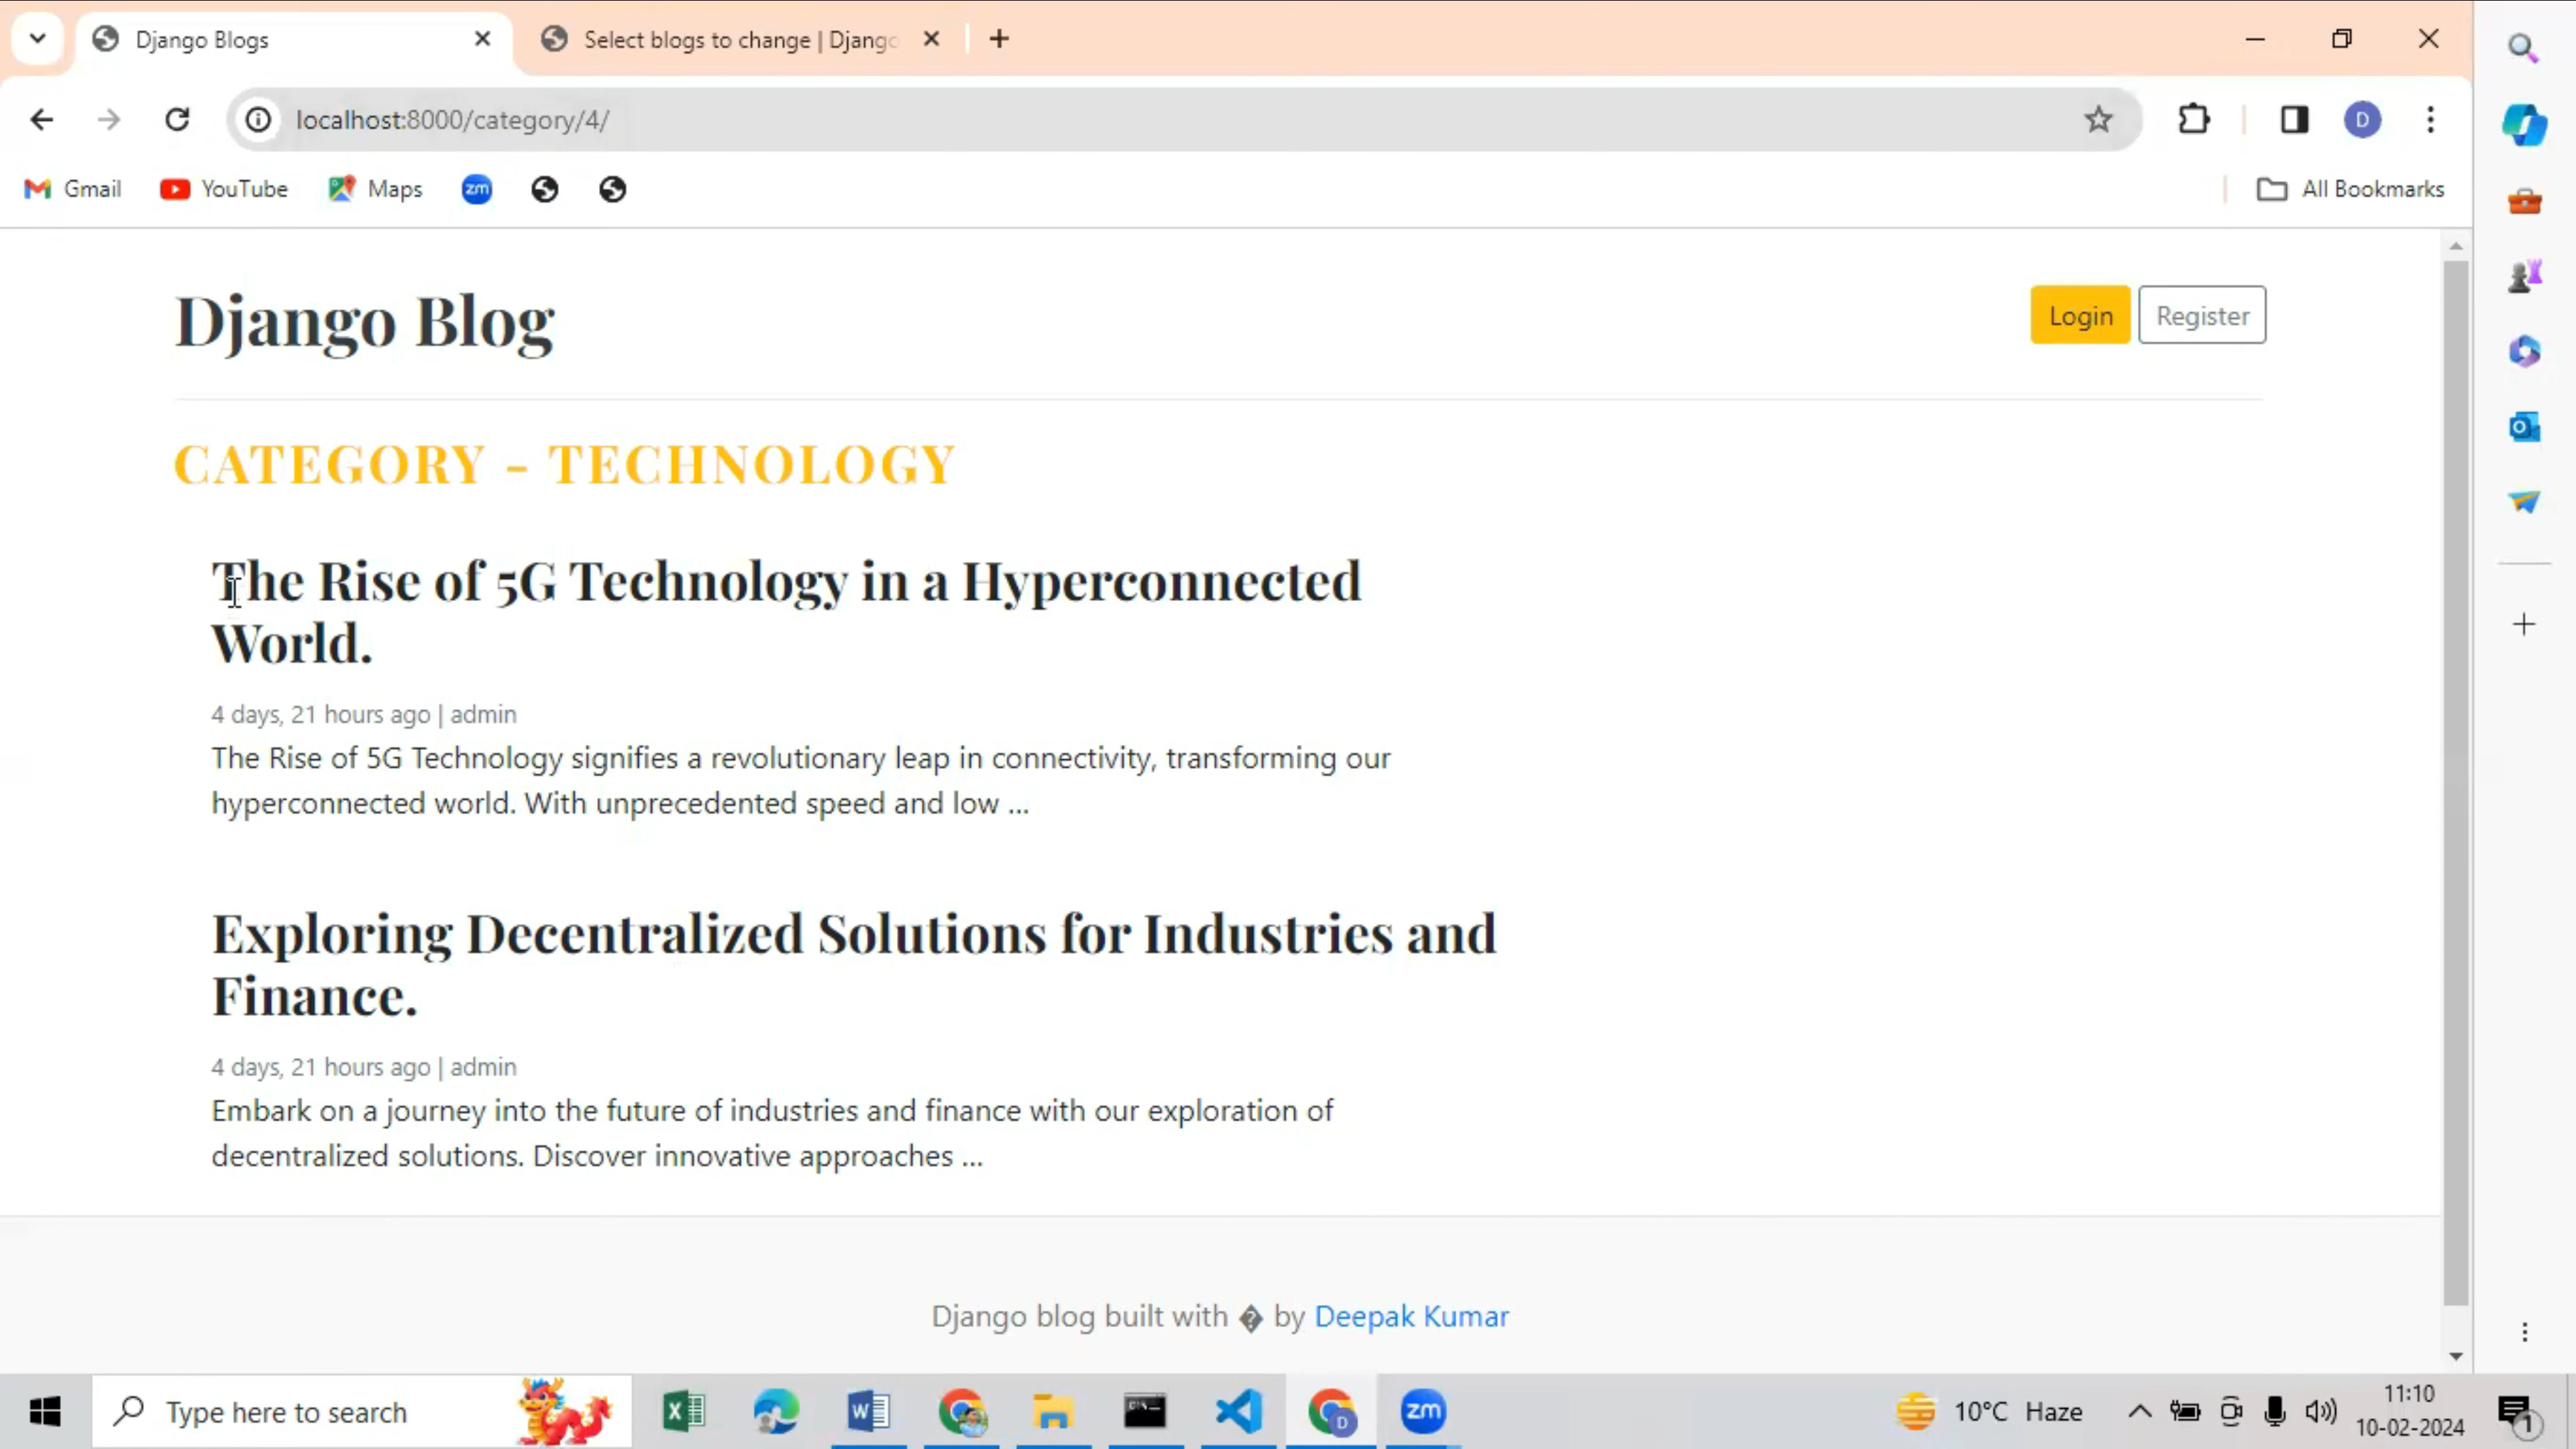 Django Blogs
Select blogs to change | Django
localhost:8000/category/4/
D
Gmail
YouTube
Maps
zm
All Bookmarks
Django Blog
Login
Register
CATEGORY - TECHNOLOGY
The Rise of 5G Technology in a Hyperconnected
World.
4 days, 21 hours ago | admin
The Rise of 5G Technology signifies a revolutionary leap in connectivity, transforming our
hyperconnected world. With unprecedented speed and low ...
Exploring Decentralized Solutions for Industries and
Finance.
4 days, 21 hours ago | admin
Embark on a journey into the future of industries and finance with our exploration of
decentralized solutions. Discover innovative approaches ...
Django blog built with � by Deepak Kumar
Type here to search
zm
10°C Haze
11:10
10-02-2024
1